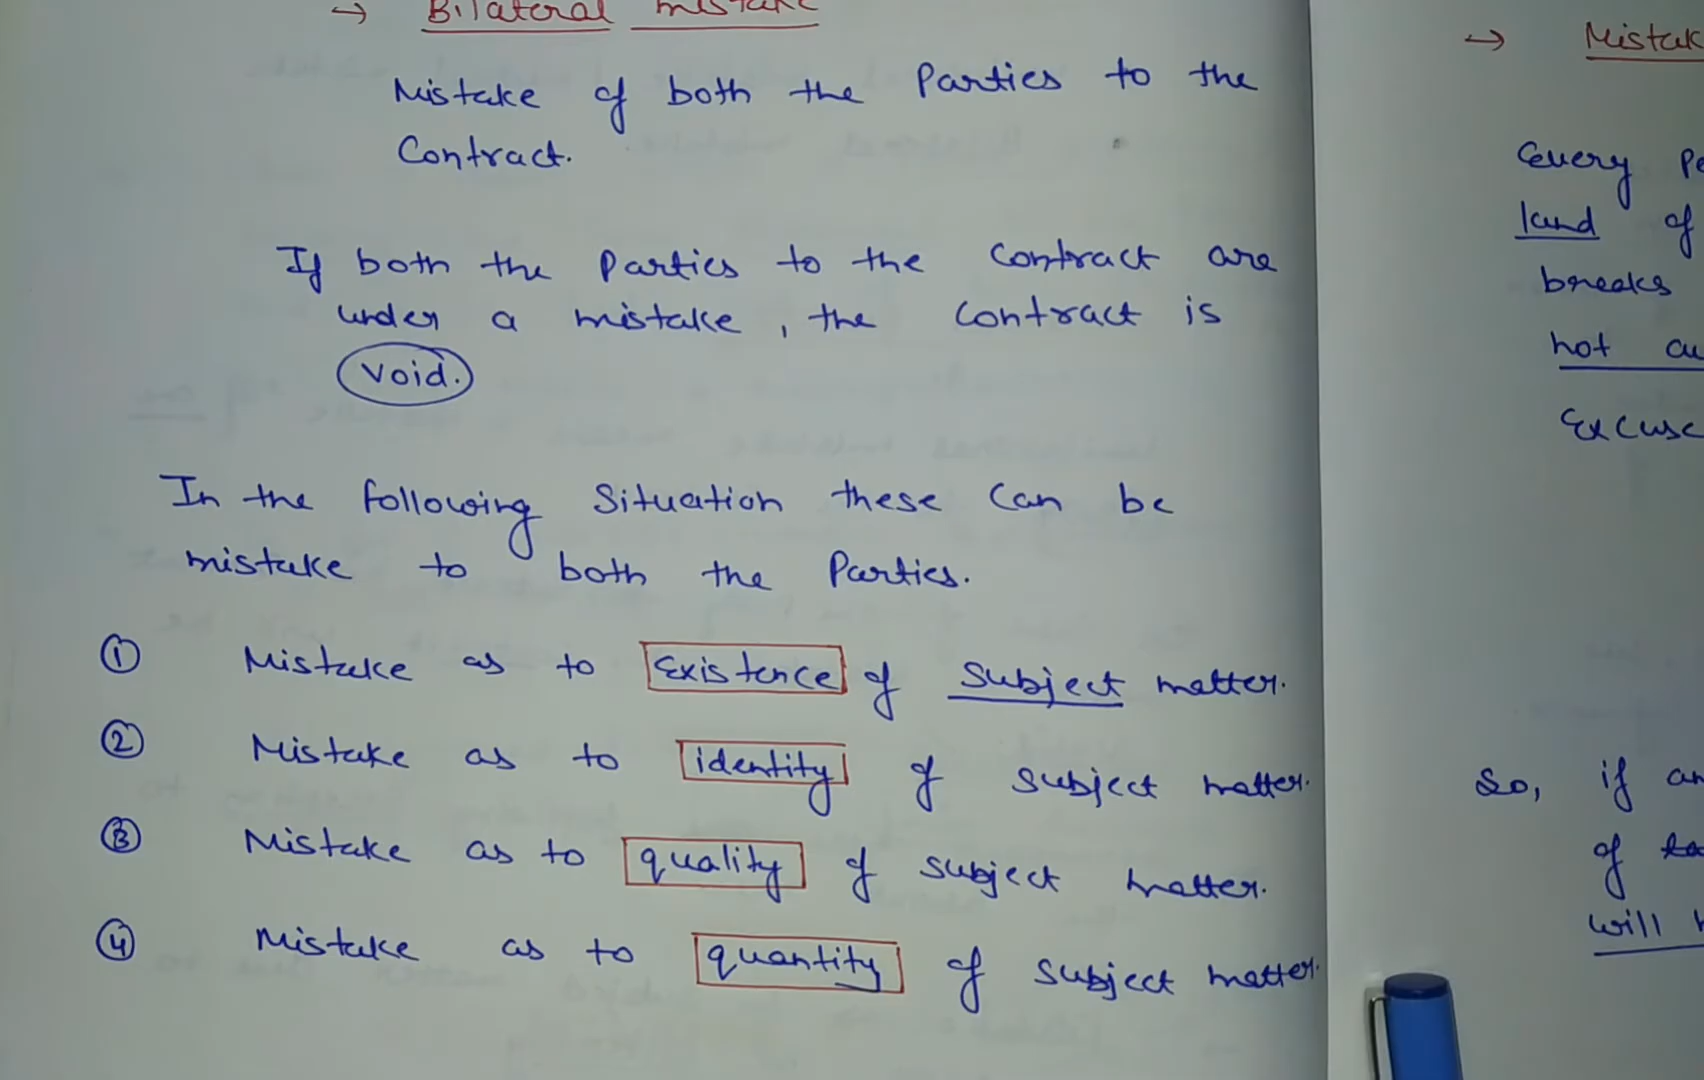 → Bilateral mistake
Mistake of both the Parties to the
Contract.
If both the Parties to the Contract are
under a mistake, the Contract is
Void.
In the following Situation these can be
mistake to both the Parties.
① Mistake as to existence of Subject matter.
② Mistake as to identity of Subject matter.
③ Mistake as to quality of Subject matter.
④ Mistake as to quantity of Subject matter.
→
Every
land of
breaks
not
So, if
of
will